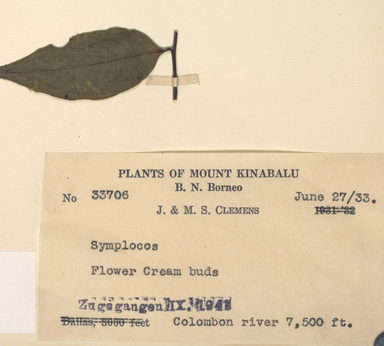 PLANTS OF MOUNT KINABALU
B. N. Borneo
No 33706 June 27/33.
J. & M. S. CLEMENS 1931-'32
Symplocos
Flower Cream buds
Zugegangen IX. 1941
Dallas, 3000 feet Colombon river 7,500 ft.